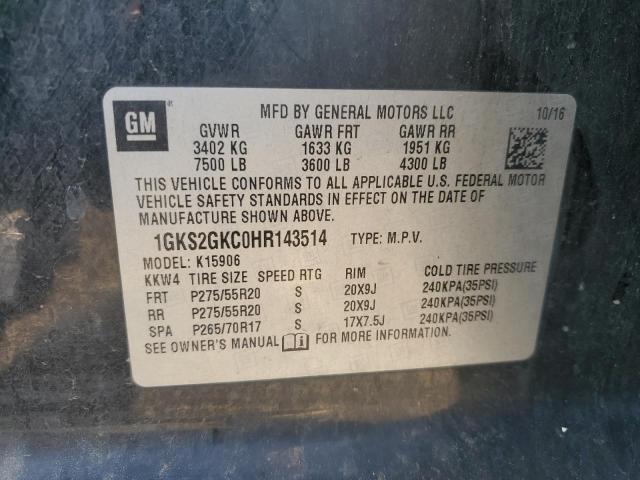 GM
MFD BY GENERAL MOTORS LLC 10/16
GVWR GAWR FRT GAWR RR
3402 KG 1633 KG 1951 KG
7500 LB 3600 LB 4300 LB
THIS VEHICLE CONFORMS TO ALL APPLICABLE U.S. FEDERAL MOTOR
VEHICLE SAFETY STANDARDS IN EFFECT ON THE DATE OF
MANUFACTURE SHOWN ABOVE.
1GKS2GKC0HR143514 TYPE: M.P.V.
MODEL: K15906
KKW4 TIRE SIZE SPEED RTG RIM COLD TIRE PRESSURE
FRT P275/55R20 S 20X9J 240KPA(35PSI)
RR P275/55R20 S 20X9J 240KPA(35PSI)
SPA P265/70R17 S 17X7.5J 240KPA(35PSI)
SEE OWNER'S MANUAL FOR MORE INFORMATION.